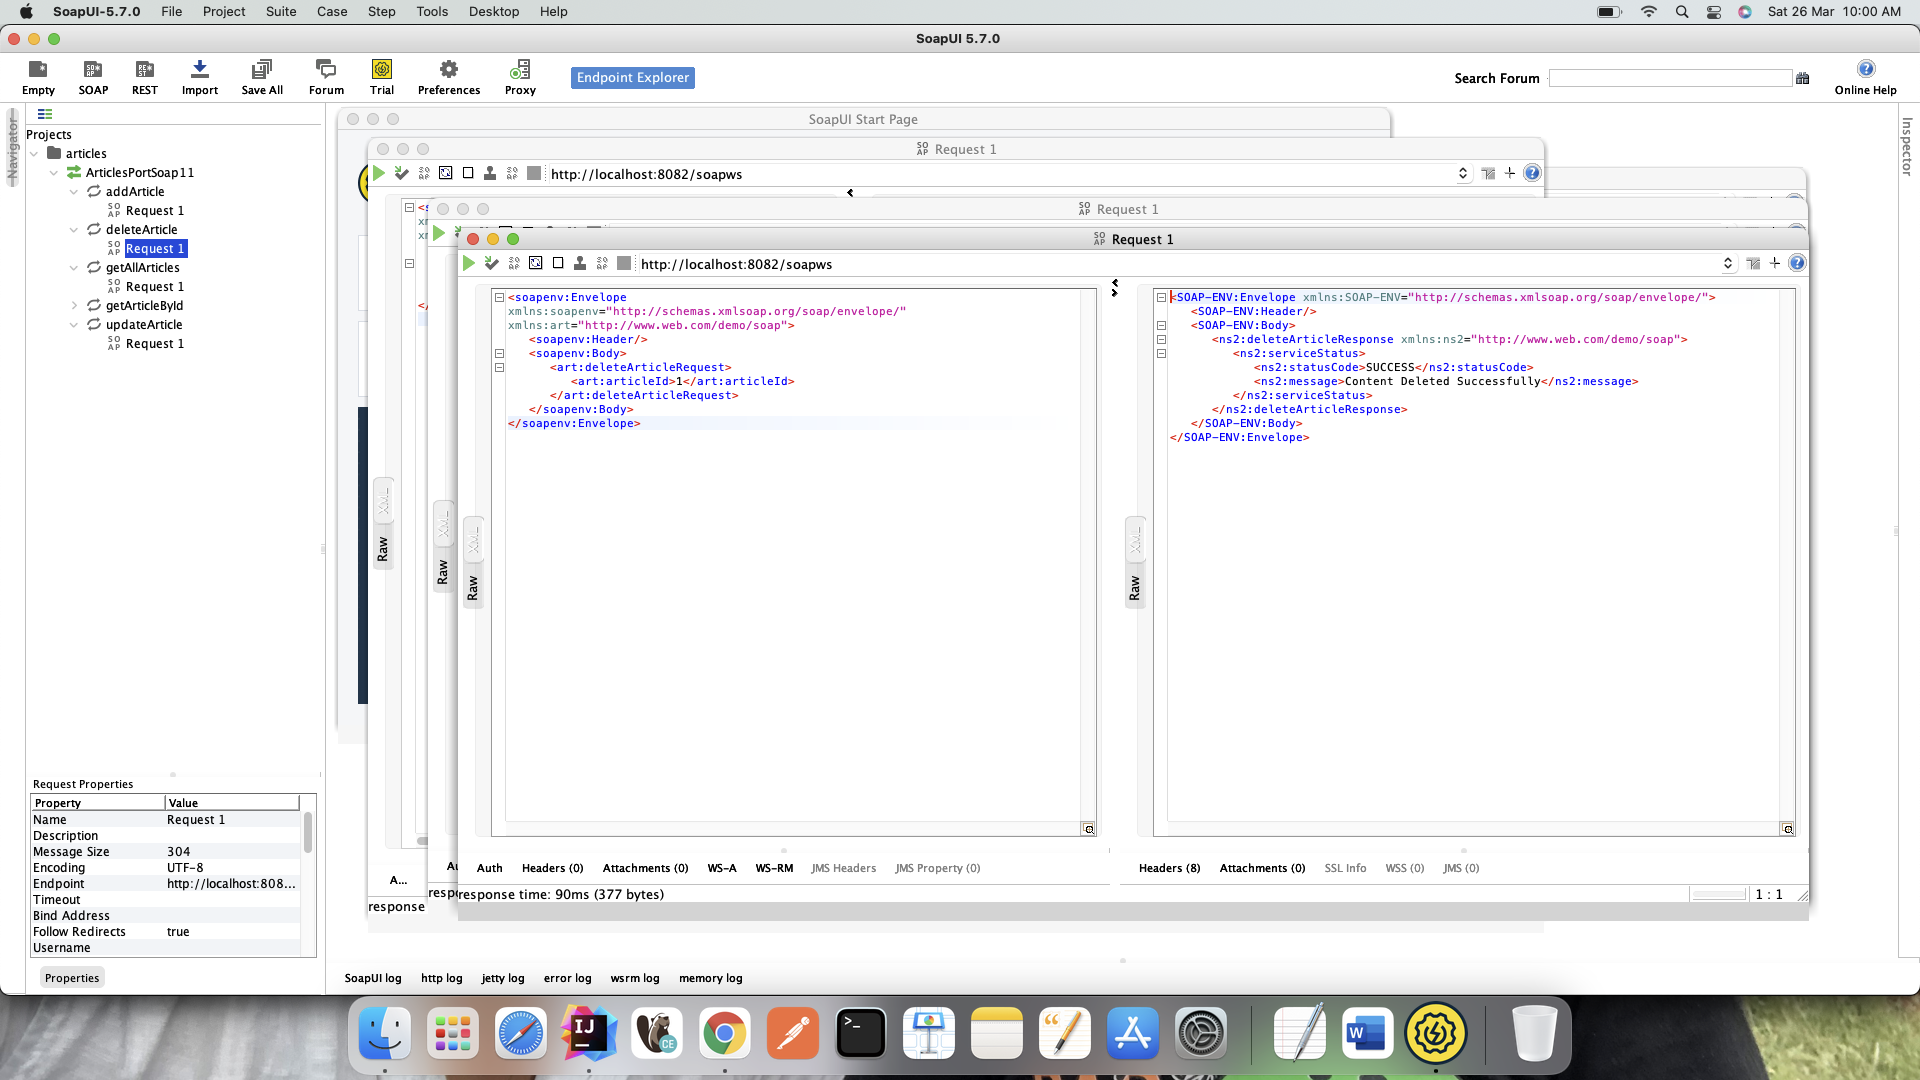 SoapUI-5.7.0 File Project Suite Case Step Tools Desktop Help Sat 26 Mar 10:00 AM
SoapUI 5.7.0
Empty SOAP REST Import Save All Forum Trial Preferences Proxy Endpoint Explorer Search Forum Online Help
Navigator
Inspector
Projects
articles
ArticlesPortSoap11
addArticle
SOAP Request 1
deleteArticle
SOAP Request 1
getAllArticles
SOAP Request 1
getArticleById
updateArticle
SOAP Request 1
Request Properties
Property Value
Name Request 1
Description
Message Size 304
Encoding UTF-8
Endpoint http://localhost:808...
Timeout
Bind Address
Follow Redirects true
Username
Properties
SoapUI Start Page
SOAP Request 1
http://localhost:8082/soapws
XML
Raw
A...
response
SOAP Request 1
XML
Raw
SOAP Request 1
http://localhost:8082/soapws
<soapenv:Envelope
xmlns:soapenv="http://schemas.xmlsoap.org/soap/envelope/"
xmlns:art="http://www.web.com/demo/soap">
<soapenv:Header/>
<soapenv:Body>
<art:deleteArticleRequest>
<art:articleId>1</art:articleId>
</art:deleteArticleRequest>
</soapenv:Body>
</soapenv:Envelope>
XML
Raw
<SOAP-ENV:Envelope xmlns:SOAP-ENV="http://schemas.xmlsoap.org/soap/envelope/">
<SOAP-ENV:Header/>
<SOAP-ENV:Body>
<ns2:deleteArticleResponse xmlns:ns2="http://www.web.com/demo/soap">
<ns2:serviceStatus>
<ns2:statusCode>SUCCESS</ns2:statusCode>
<ns2:message>Content Deleted Successfully</ns2:message>
</ns2:serviceStatus>
</ns2:deleteArticleResponse>
</SOAP-ENV:Body>
</SOAP-ENV:Envelope>
XML
Raw
Auth Headers (0) Attachments (0) WS-A WS-RM JMS Headers JMS Property (0)
Headers (8) Attachments (0) SSL Info WSS (0) JMS (0)
response time: 90ms (377 bytes) 1 : 1
SoapUI log http log jetty log error log wsrm log memory log
IJ
CE
W